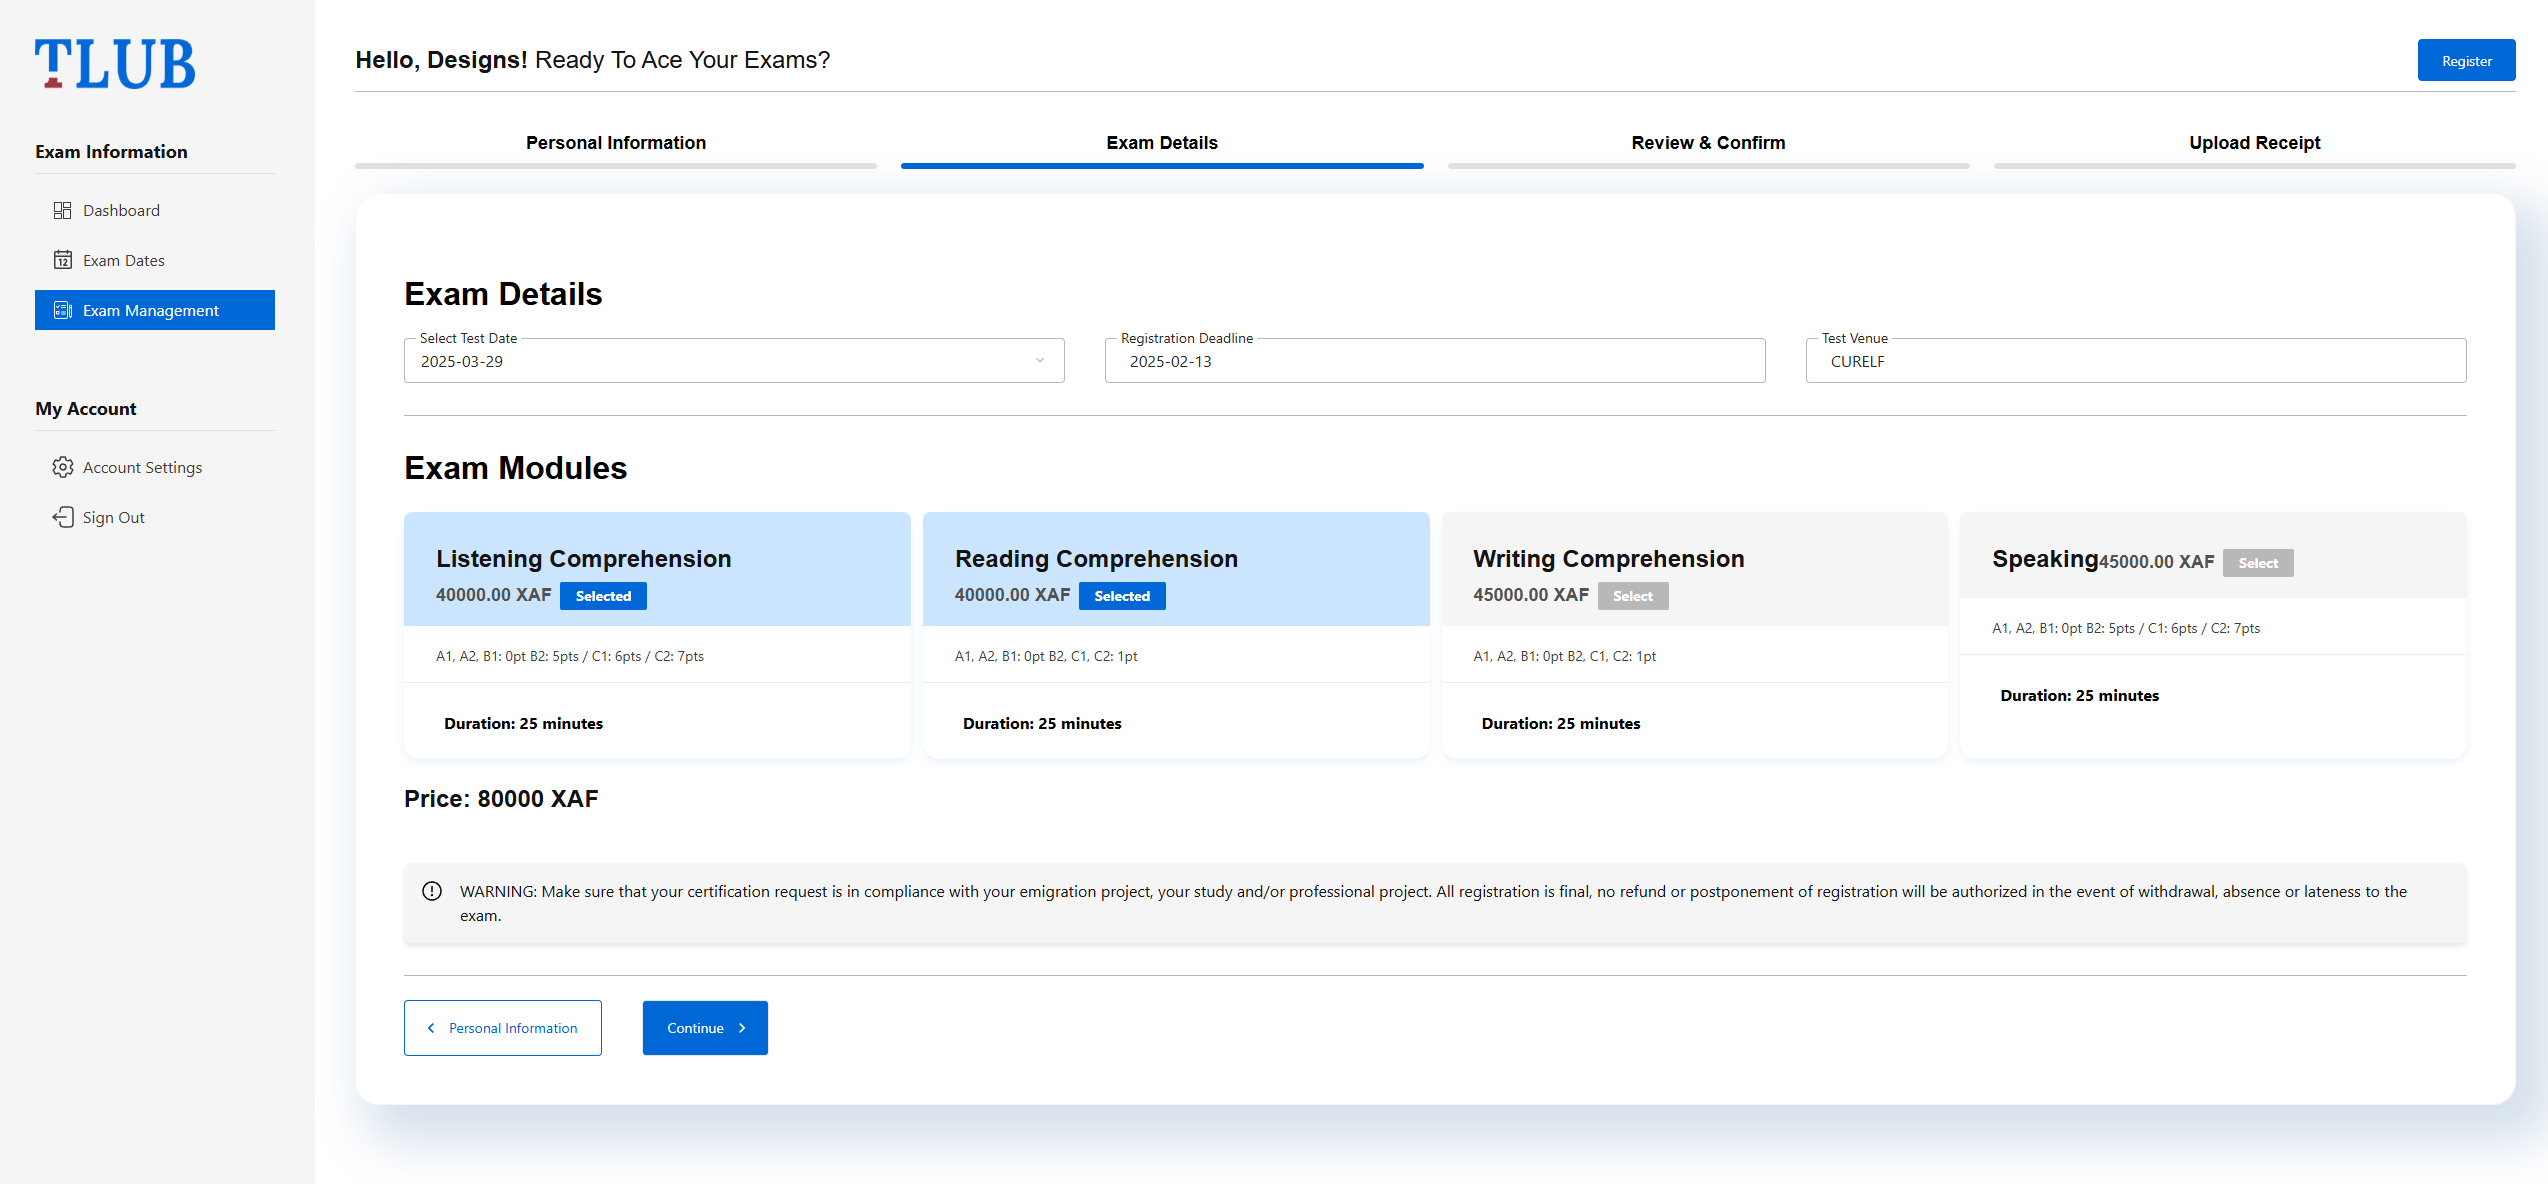 TLUB
Exam Information
Dashboard
12
Exam Dates
Exam Management
My Account
Account Settings
Sign Out
Hello, Designs! Ready To Ace Your Exams?
Register
Personal Information
Exam Details
Review & Confirm
Upload Receipt
Exam Details
Select Test Date
2025-03-29
Registration Deadline
2025-02-13
Test Venue
CURELF
Exam Modules
Listening Comprehension
40000.00 XAF Selected
A1, A2, B1: 0pt B2: 5pts / C1: 6pts / C2: 7pts
Duration: 25 minutes
Reading Comprehension
40000.00 XAF Selected
A1, A2, B1: 0pt B2, C1, C2: 1pt
Duration: 25 minutes
Writing Comprehension
45000.00 XAF Select
A1, A2, B1: 0pt B2, C1, C2: 1pt
Duration: 25 minutes
Speaking45000.00 XAF Select
A1, A2, B1: 0pt B2: 5pts / C1: 6pts / C2: 7pts
Duration: 25 minutes
Price: 80000 XAF
WARNING: Make sure that your certification request is in compliance with your emigration project, your study and/or professional project. All registration is final, no refund or postponement of registration will be authorized in the event of withdrawal, absence or lateness to the
exam.
Personal Information
Continue